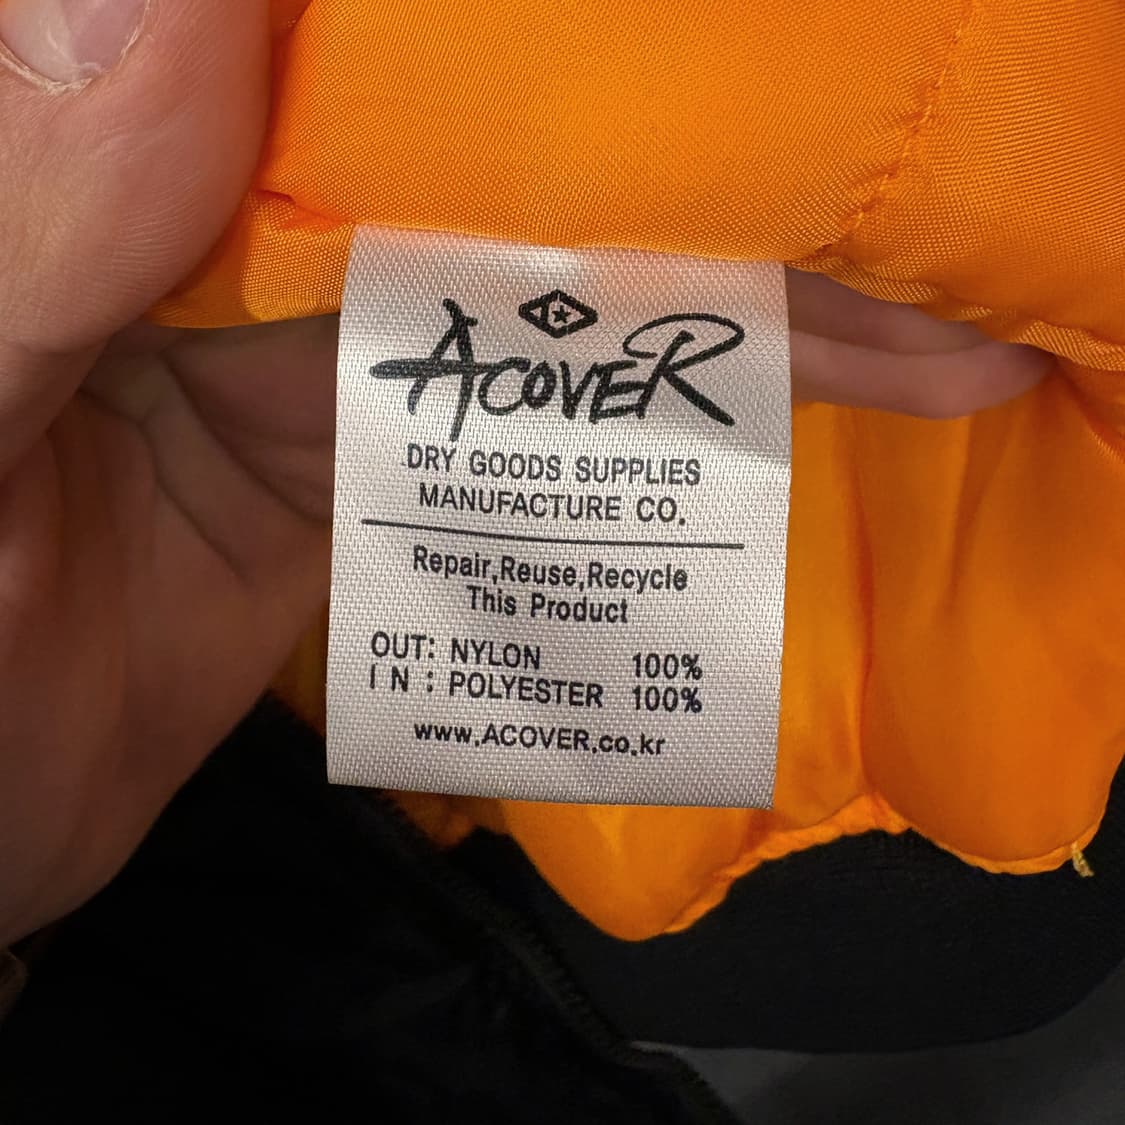 ACOVER
DRY GOODS SUPPLIES
MANUFACTURE CO.
Repair,Reuse,Recycle
This Product
OUT: NYLON 100%
IN : POLYESTER 100%
www.ACOVER.co.kr